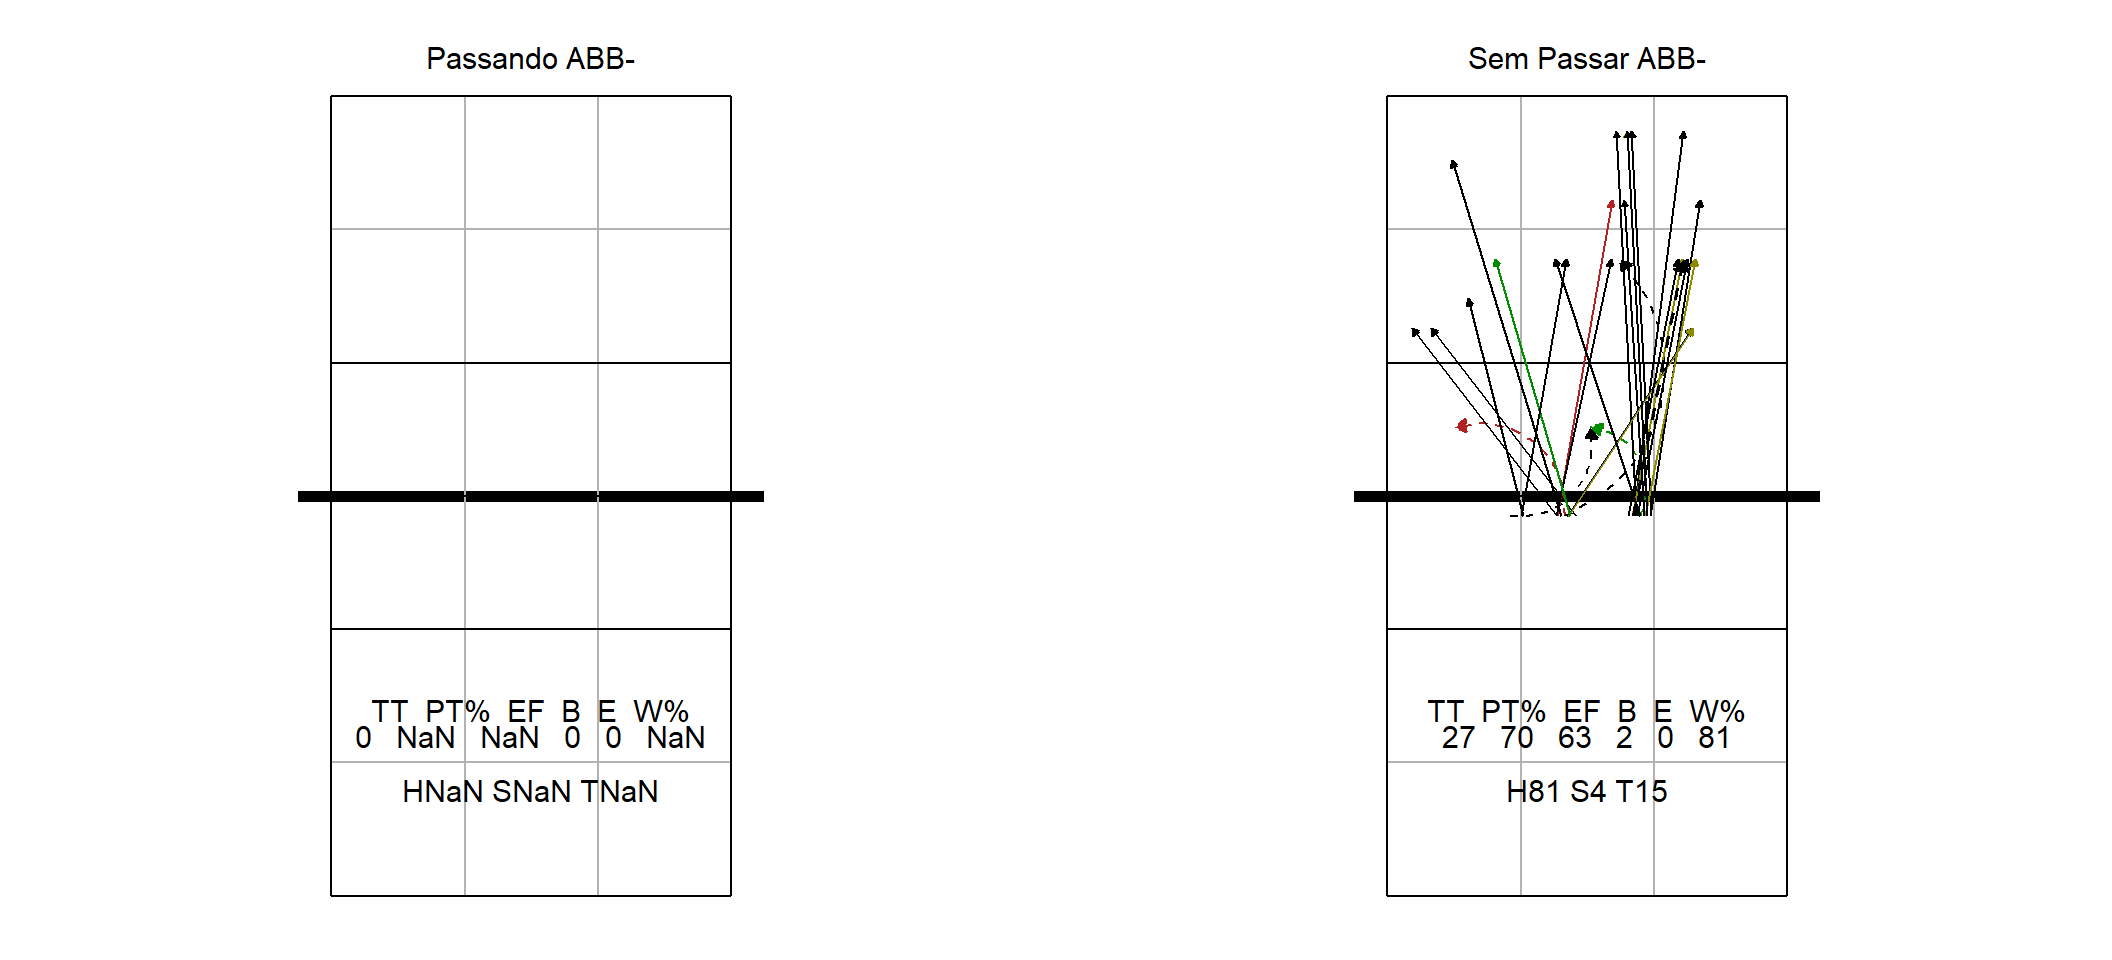 Passando ABB-
TT PT% EF B E W%
0 NaN NaN 0 0 NaN
HNaN SNaN TNaN
Sem Passar ABB-
TT PT% EF B E W%
27 70 63 2 0 81
H81 S4 T15